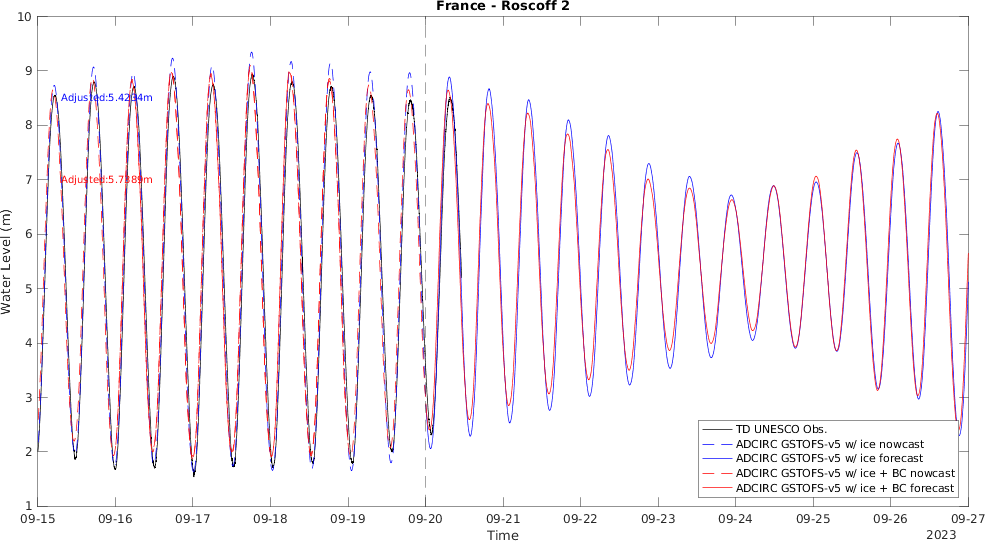 France - Roscoff 2
10
9
8
7
6
5
4
3
2
1
Water Level (m)
Adjusted:5.4234m
Adjusted:5.7389m
TD UNESCO Obs.
ADCIRC GSTOFS-v5 w/ ice nowcast
ADCIRC GSTOFS-v5 w/ ice forecast
ADCIRC GSTOFS-v5 w/ ice + BC nowcast
ADCIRC GSTOFS-v5 w/ ice + BC forecast
09-15 09-16 09-17 09-18 09-19 09-20 09-21 09-22 09-23 09-24 09-25 09-26 09-27
Time
2023